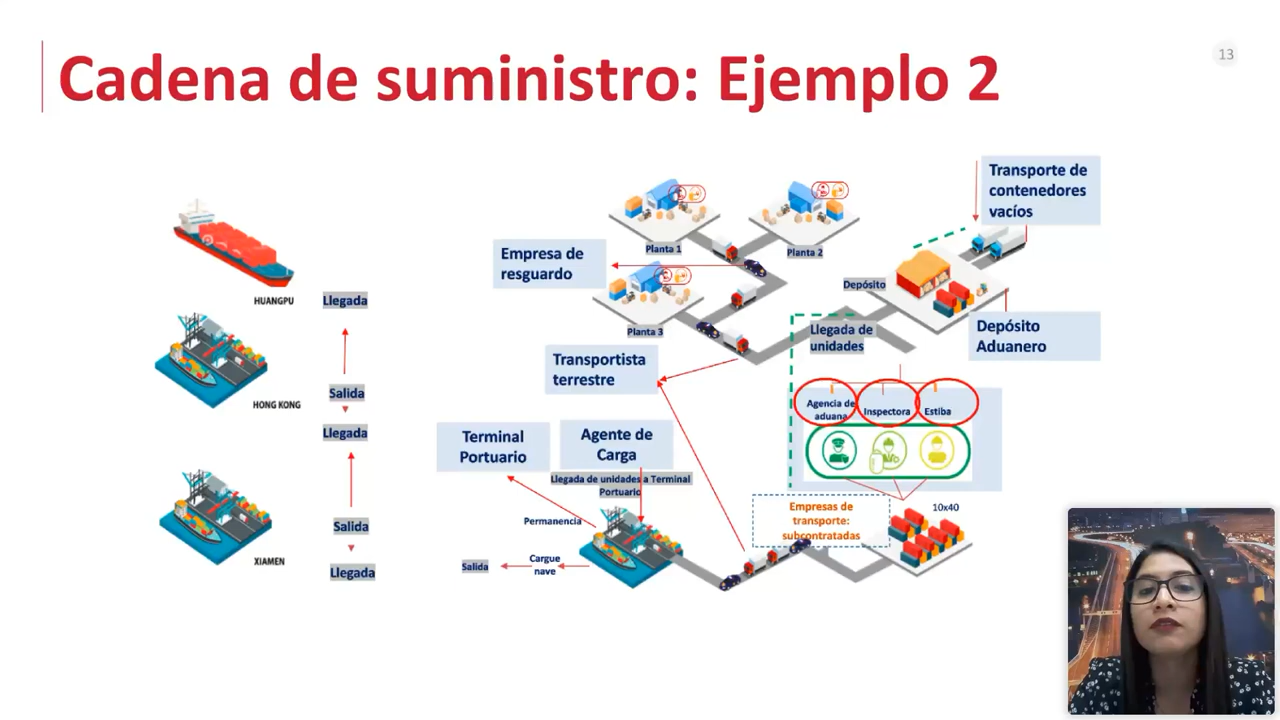 13
Cadena de suministro: Ejemplo 2
HUANGPU
Llegada
HONG KONG
Salida
Llegada
XIAMEN
Salida
Llegada
Planta 1
Planta 2
Planta 3
Empresa de
resguardo
Transportista
terrestre
Transporte de
contenedores
vacíos
Depósito
Depósito
Aduanero
Llegada de
unidades
Agencia de
aduana
Inspectora
Estiba
Terminal
Portuario
Agente de
Carga
Llegada de unidades a Terminal
Portuario
Permanencia
Cargue
nave
Salida
Empresas de
transporte:
subcontratadas
10x40